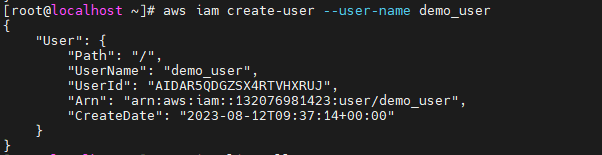 [root@localhost ~]# aws iam create-user --user-name demo_user
{
    "User": {
        "Path": "/",
        "UserName": "demo_user",
        "UserId": "AIDAR5QDGZSX4RTVHXRUJ",
        "Arn": "arn:aws:iam::132076981423:user/demo_user",
        "CreateDate": "2023-08-12T09:37:14+00:00"
    }
}